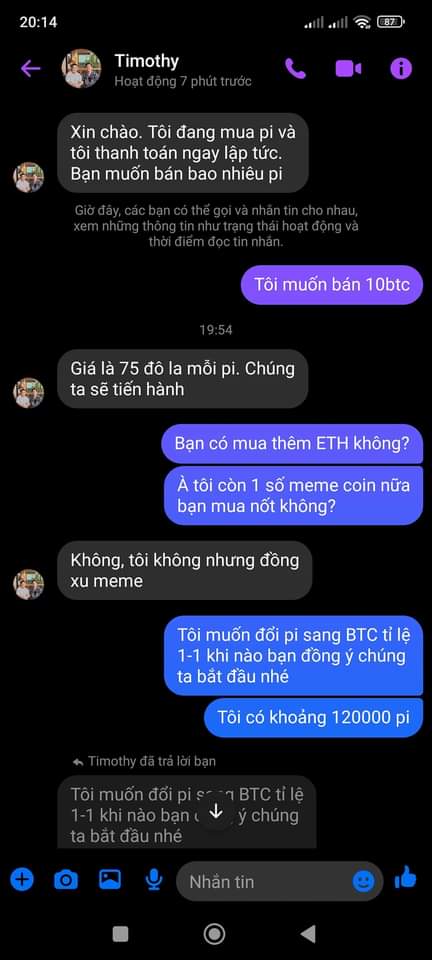 20:14
87
Timothy
Hoạt động 7 phút trước
Xin chào. Tôi đang mua pi và
tôi thanh toán ngay lập tức.
Bạn muốn bán bao nhiêu pi
Giờ đây, các bạn có thể gọi và nhắn tin cho nhau,
xem những thông tin như trạng thái hoạt động và
thời điểm đọc tin nhắn.
Tôi muốn bán 10btc
19:54
Giá là 75 đô la mỗi pi. Chúng
ta sẽ tiến hành
Bạn có mua thêm ETH không?
À tôi còn 1 số meme coin nữa
bạn mua nốt không?
Không, tôi không nhưng đồng
xu meme
Tôi muốn đổi pi sang BTC tỉ lệ
1-1 khi nào bạn đồng ý chúng
ta bắt đầu nhé
Tôi có khoảng 120000 pi
Timothy đã trả lời bạn
Tôi muốn đổi pi sang BTC tỉ lệ
1-1 khi nào bạn ý chúng
ta bắt đầu nhé
Nhắn tin